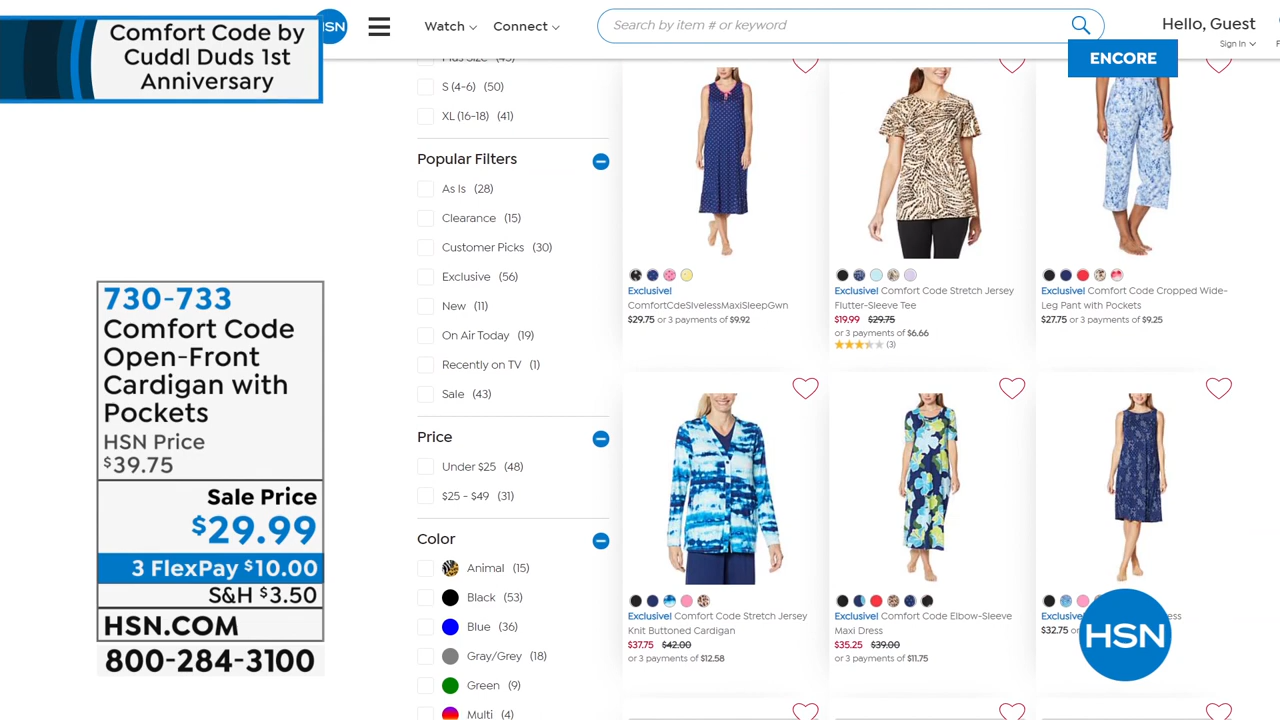 Comfort Code by
Cuddl Duds 1st
Anniversary
Watch
Connect
Search by item # or keyword
Hello, Guest
Sign In
ENCORE
S (4-6) (50)
XL (16-18) (41)
Popular Filters
As Is (28)
Clearance (15)
Customer Picks (30)
Exclusive (56)
New (11)
On Air Today (19)
Recently on TV (1)
Sale (43)
Price
Under $25 (48)
$25 - $49 (31)
Color
Animal (15)
Black (53)
Blue (36)
Gray/Grey (18)
Green (9)
Multi (4)
730-733
Comfort Code
Open-Front
Cardigan with
Pockets
HSN Price
$39.75
Sale Price
$29.99
3 FlexPay $10.00
S&H $3.50
HSN.COM
800-284-3100
Exclusive!
ComfortCdeSlvelessMaxiSleepGwn
$29.75 or 3 payments of $9.92
Exclusive! Comfort Code Stretch Jersey
Flutter-Sleeve Tee
$19.99 $29.75
or 3 payments of $6.66
(3)
Exclusive! Comfort Code Cropped Wide-
Leg Pant with Pockets
$27.75 or 3 payments of $9.25
Exclusive! Comfort Code Stretch Jersey
Knit Buttoned Cardigan
$37.75 $42.00
or 3 payments of $12.58
Exclusive! Comfort Code Elbow-Sleeve
Maxi Dress
$35.25 $39.00
or 3 payments of $11.75
$32.75
HSN